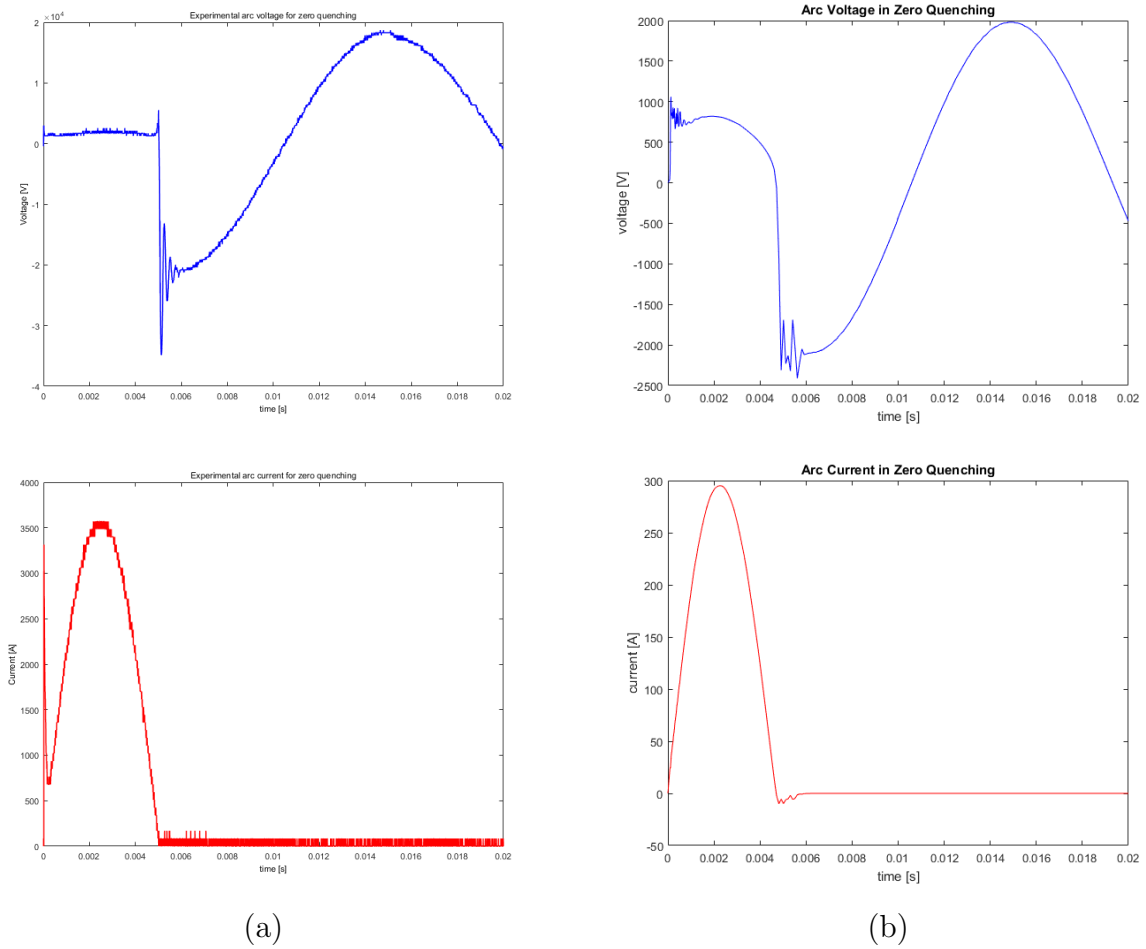 Experimental arc voltage for zero quenching
×10⁴
2
1
0
-1
-2
-3
-4
Voltage [V]
0 0.002 0.004 0.006 0.008 0.01 0.012 0.014 0.016 0.018 0.02
time [s]
Arc Voltage in Zero Quenching
2000
1500
1000
500
0
-500
-1000
-1500
-2000
-2500
voltage [V]
0 0.002 0.004 0.006 0.008 0.01 0.012 0.014 0.016 0.018 0.02
time [s]
Experimental arc current for zero quenching
4000
3500
3000
2500
2000
1500
1000
500
0
Current [A]
0 0.002 0.004 0.006 0.008 0.01 0.012 0.014 0.016 0.018 0.02
time [s]
Arc Current in Zero Quenching
300
250
200
150
100
50
0
-50
current [A]
0 0.002 0.004 0.006 0.008 0.01 0.012 0.014 0.016 0.018 0.02
time [s]
(a)
(b)